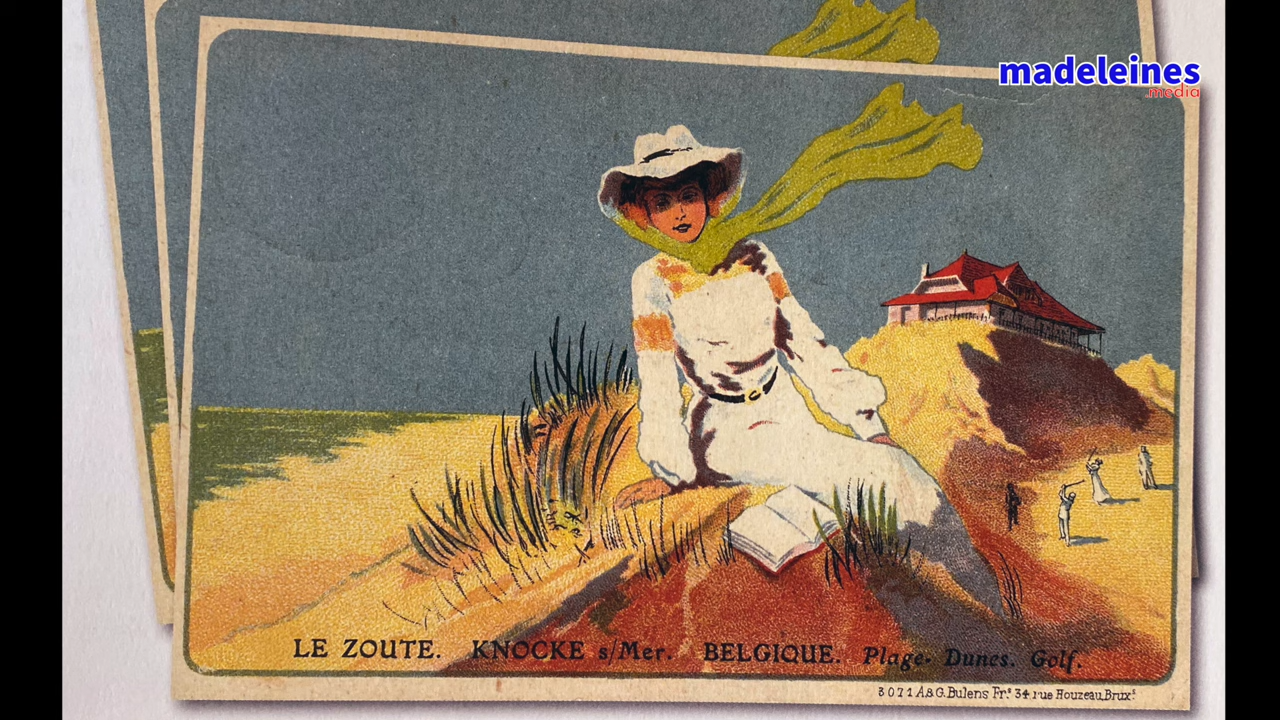 madeleines
.media
LE ZOUTE. KNOCKE s/Mer. BELGIQUE. Plage. Dunes. Golf.
3071 A&G. Bulens Frs 34, rue Houzeau, Brux.s